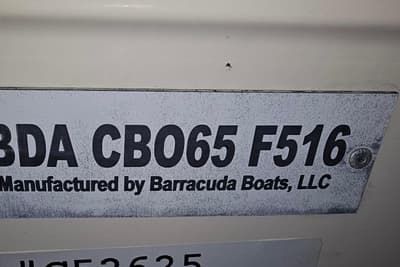 BDA CBO65 F516
Manufactured by Barracuda Boats, LLC